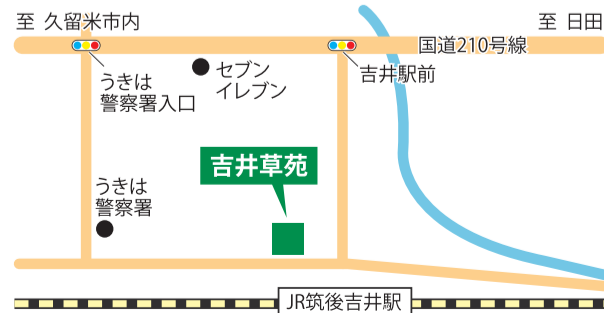 至 久留米市内
至 日田
国道210号線
うきは
警察署入口
セブン
イレブン
吉井駅前
吉井草苑
うきは
警察署
JR筑後吉井駅